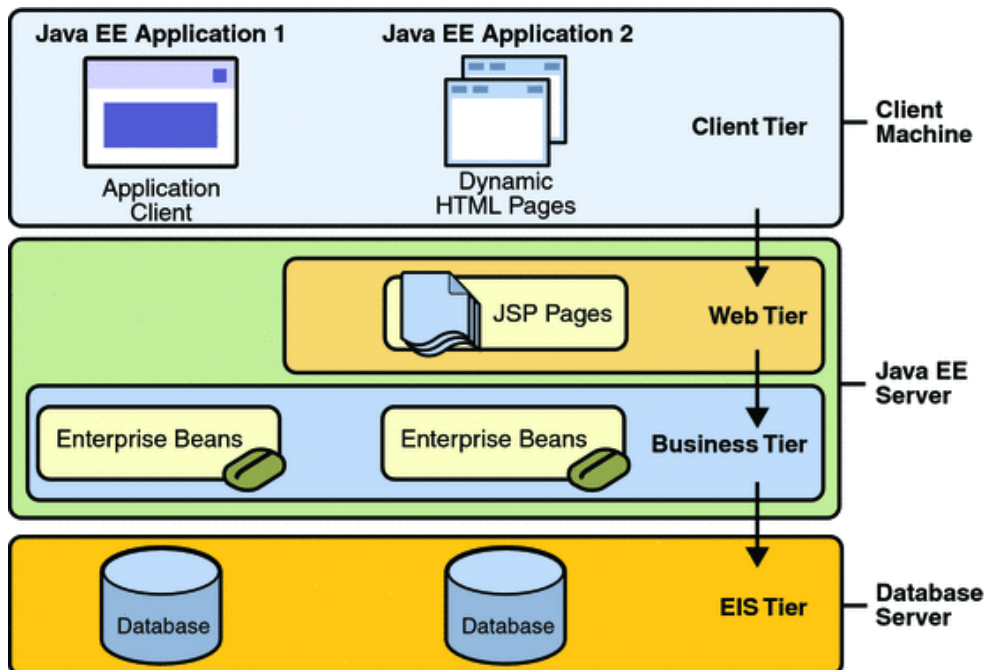 Java EE Application 1
Java EE Application 2
Application
Client
Dynamic
HTML Pages
Client Tier
Client
Machine
JSP Pages
Web Tier
Java EE
Server
Enterprise Beans
Enterprise Beans
Business Tier
Database
Database
EIS Tier
Database
Server